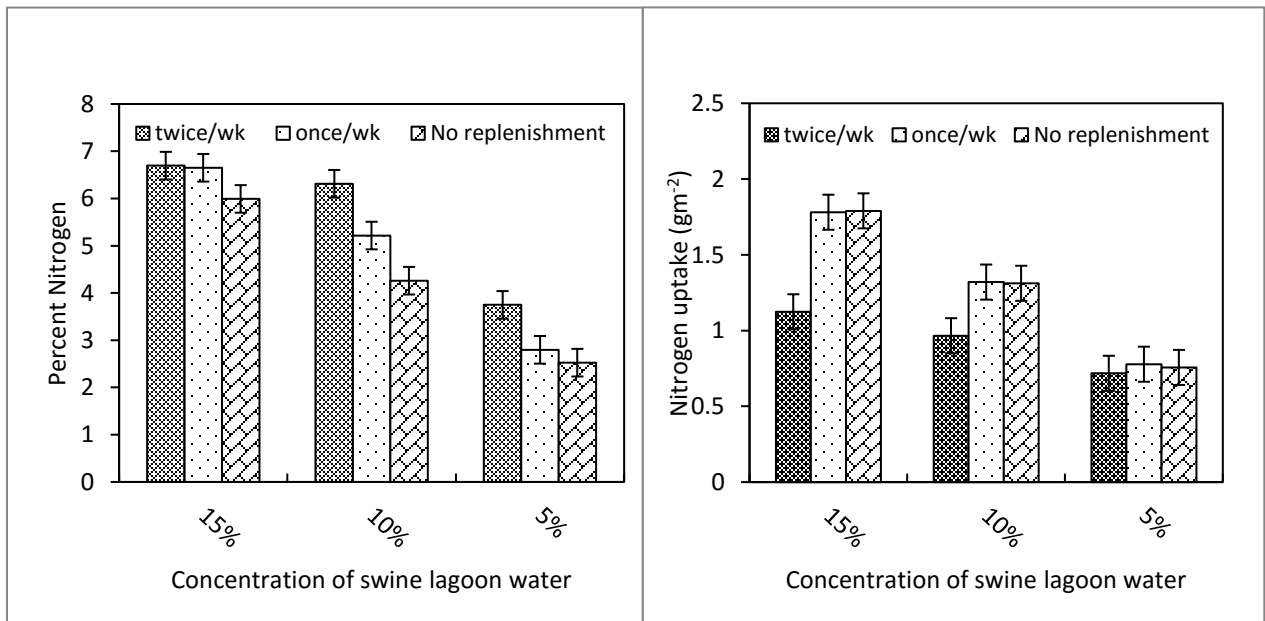 8
7
6
5
4
3
2
1
0
Percent Nitrogen
twice/wk once/wk No replenishment
15% 10% 5%
Concentration of swine lagoon water
2.5
2
1.5
1
0.5
0
Nitrogen uptake (gm⁻²)
twice/wk once/wk No replenishment
15% 10% 5%
Concentration of swine lagoon water